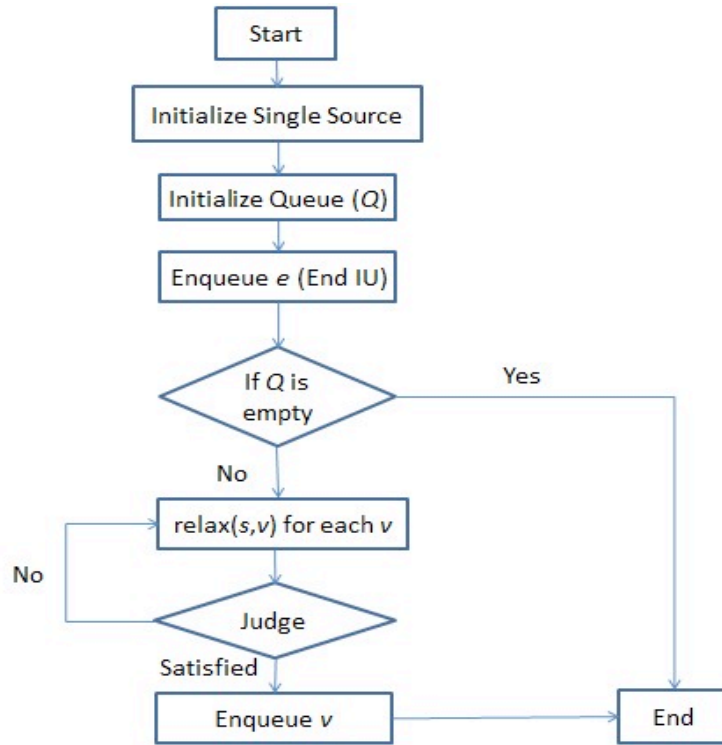 Start
Initialize Single Source
Initialize Queue (Q)
Enqueue e (End IU)
If Q is
empty
Yes
No
relax(s,v) for each v
No
Judge
Satisfied
Enqueue v
End